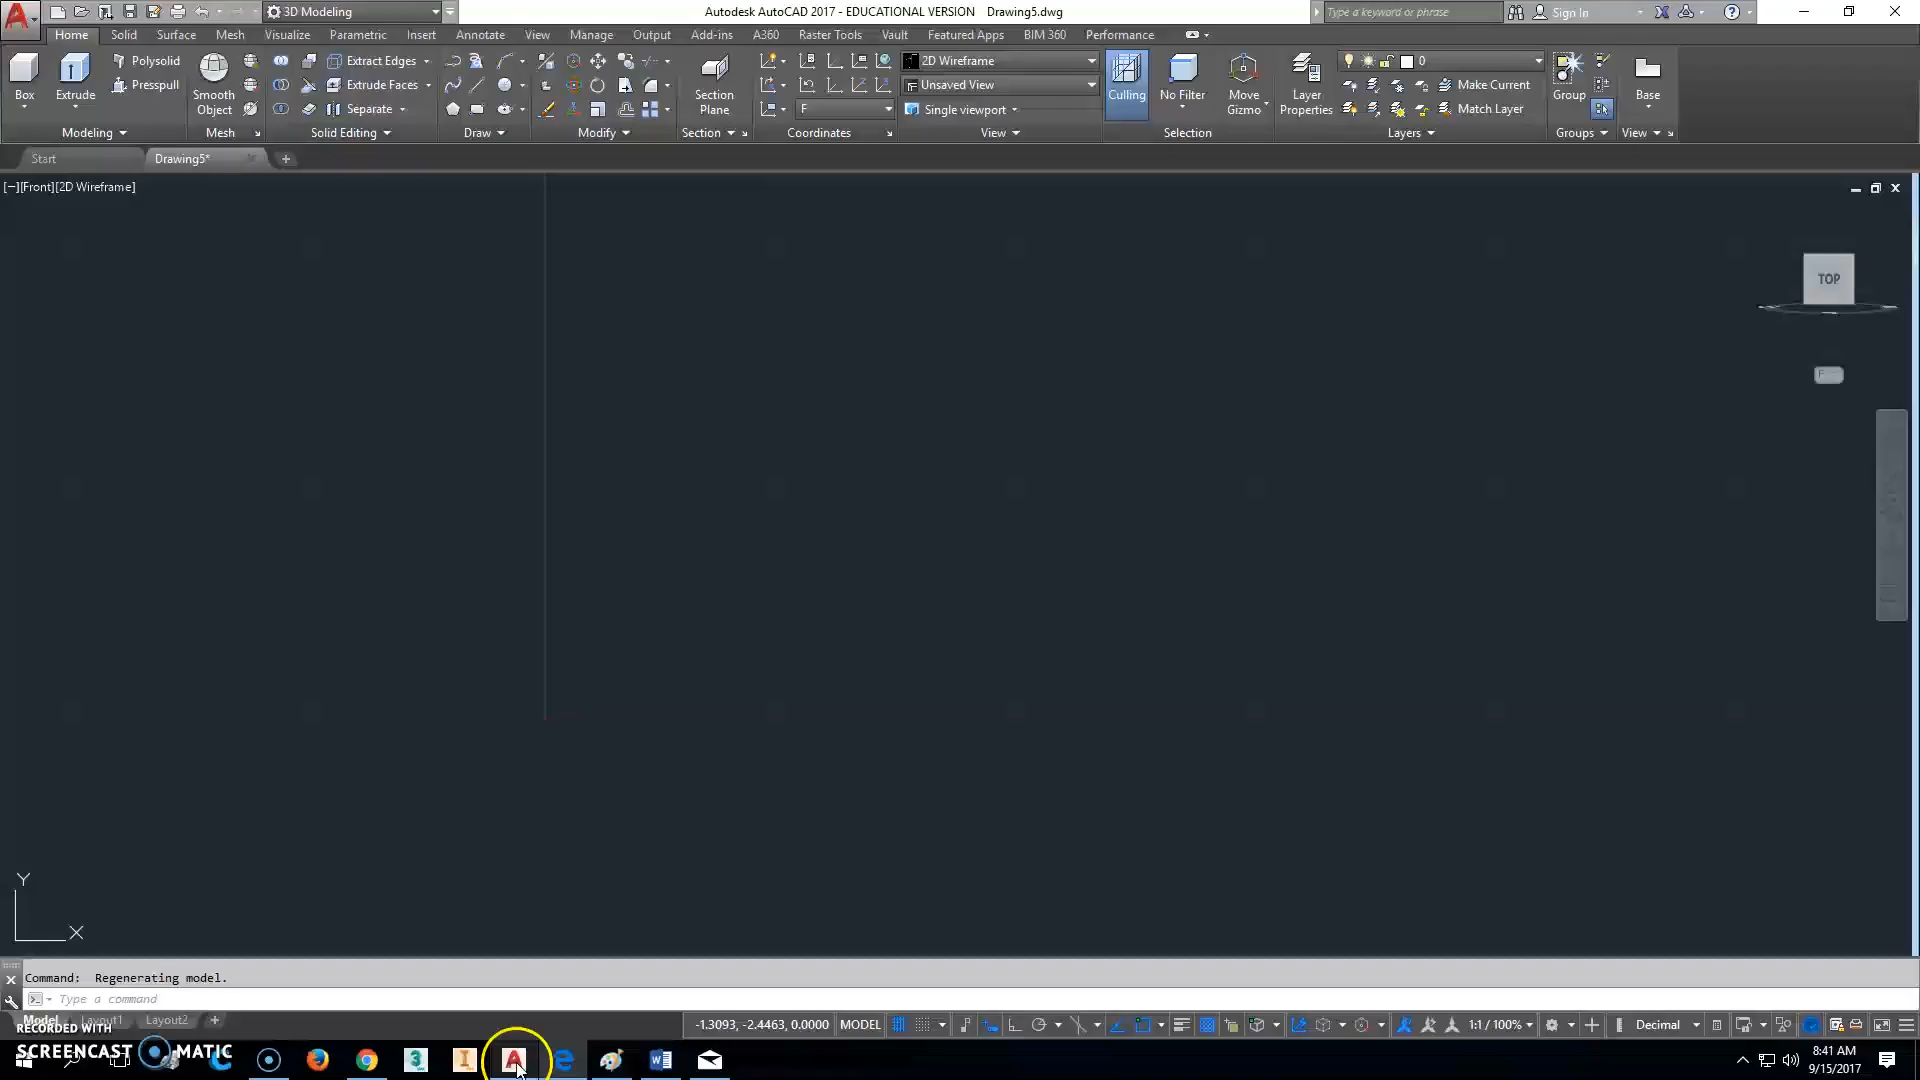 3D Modeling
Autodesk AutoCAD 2017 - EDUCATIONAL VERSION Drawing5.dwg
Type a keyword or phrase
Sign In
Home Solid Surface Mesh Visualize Parametric Insert Annotate View Manage Output Add-ins A360 Raster Tools Vault Featured Apps BIM 360 Performance
Polysolid Extract Edges 2D Wireframe 0
Presspull Extrude Faces Unsaved View Make Current
Box Extrude Smooth Object Separate Section Plane F Single viewport Culling No Filter Move Gizmo Layer Properties Match Layer Group Base
Modeling Mesh Solid Editing Draw Modify Section Coordinates View Selection Layers Groups View
Start Drawing5*
[−][Front][2D Wireframe]
TOP
F
Y
X
Command: Regenerating model.
Type a command
Model Layout1 Layout2
-1.3093, -2.4463, 0.0000 MODEL 1:1 / 100% Decimal
RECORDED WITH
SCREENCAST MATIC
8:41 AM
9/15/2017